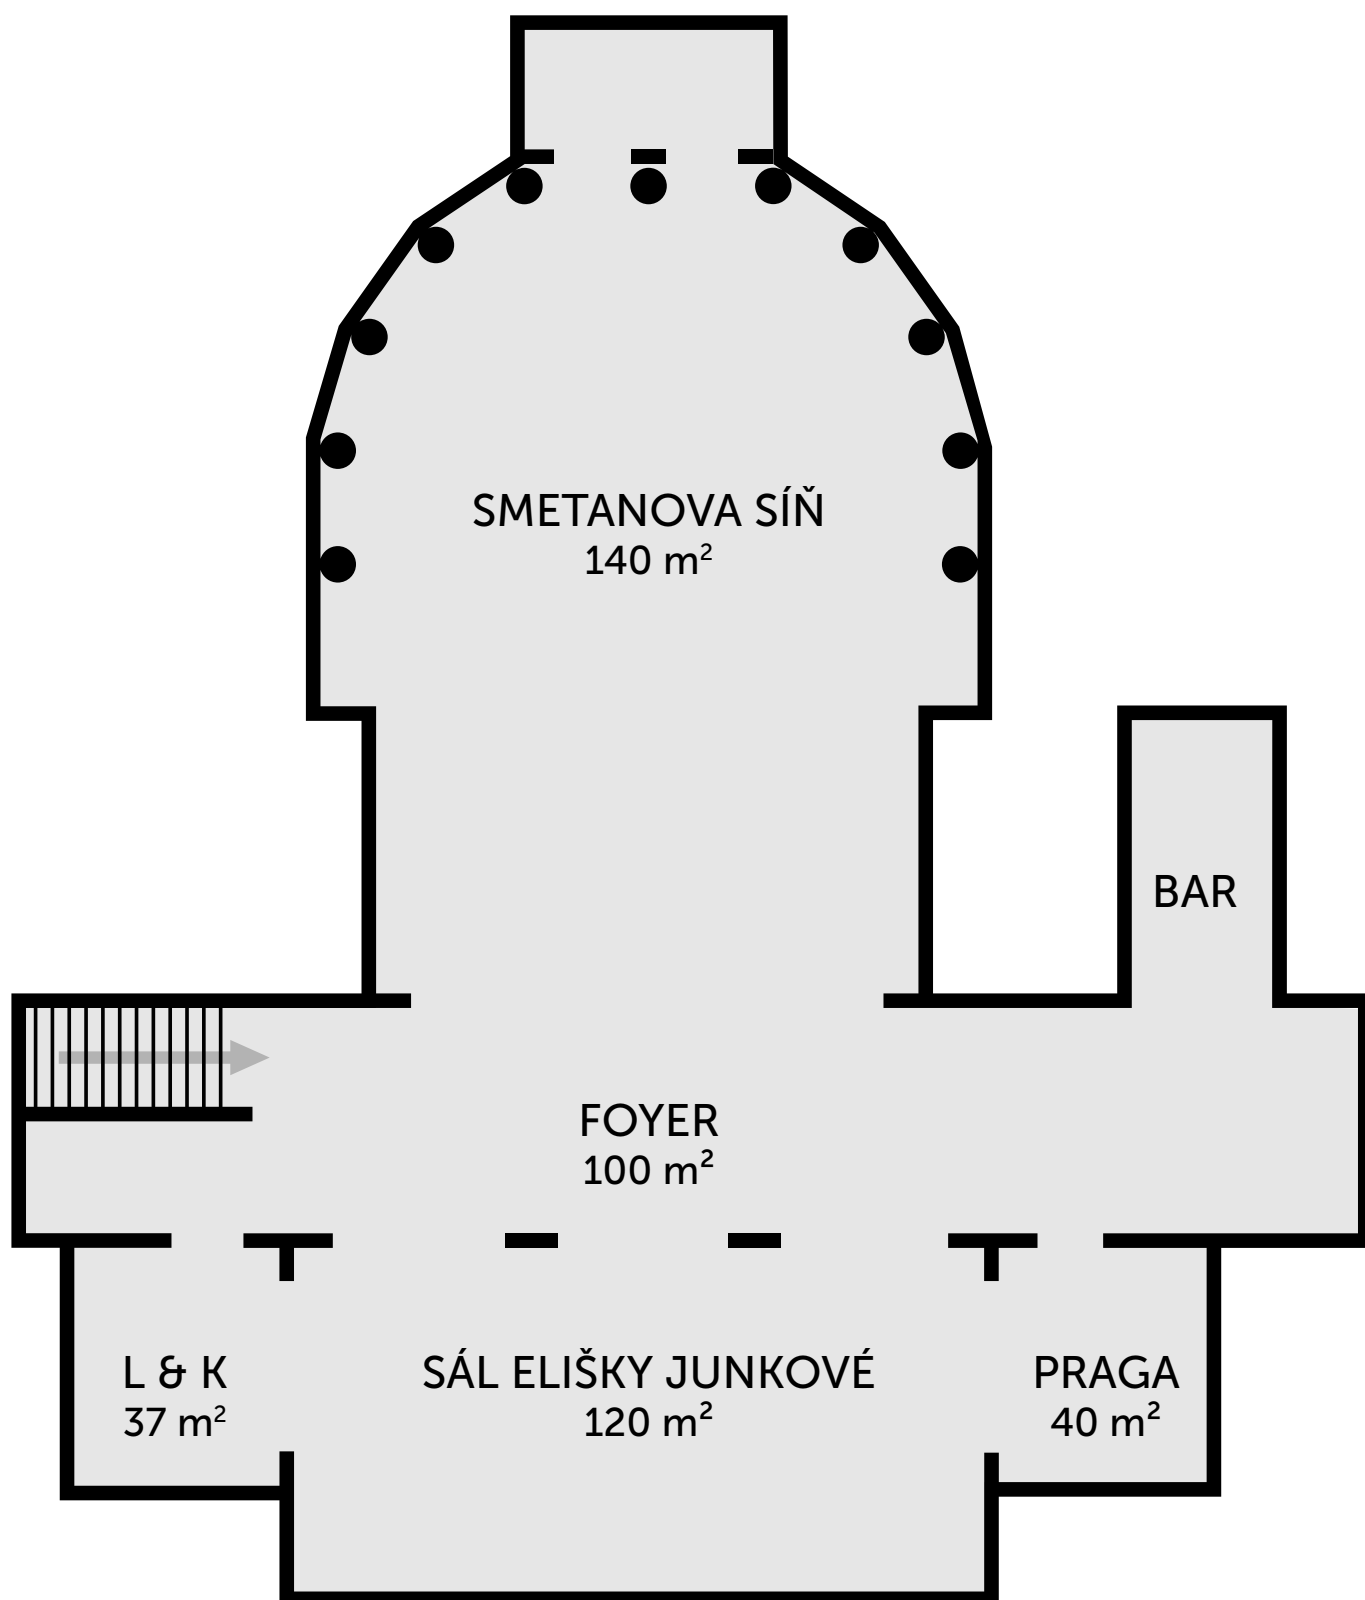 SMETANOVA SÍŇ
140 m²
BAR
FOYER
100 m²
L & K
37 m²
SÁL ELIŠKY JUNKOVÉ
120 m²
PRAGA
40 m²